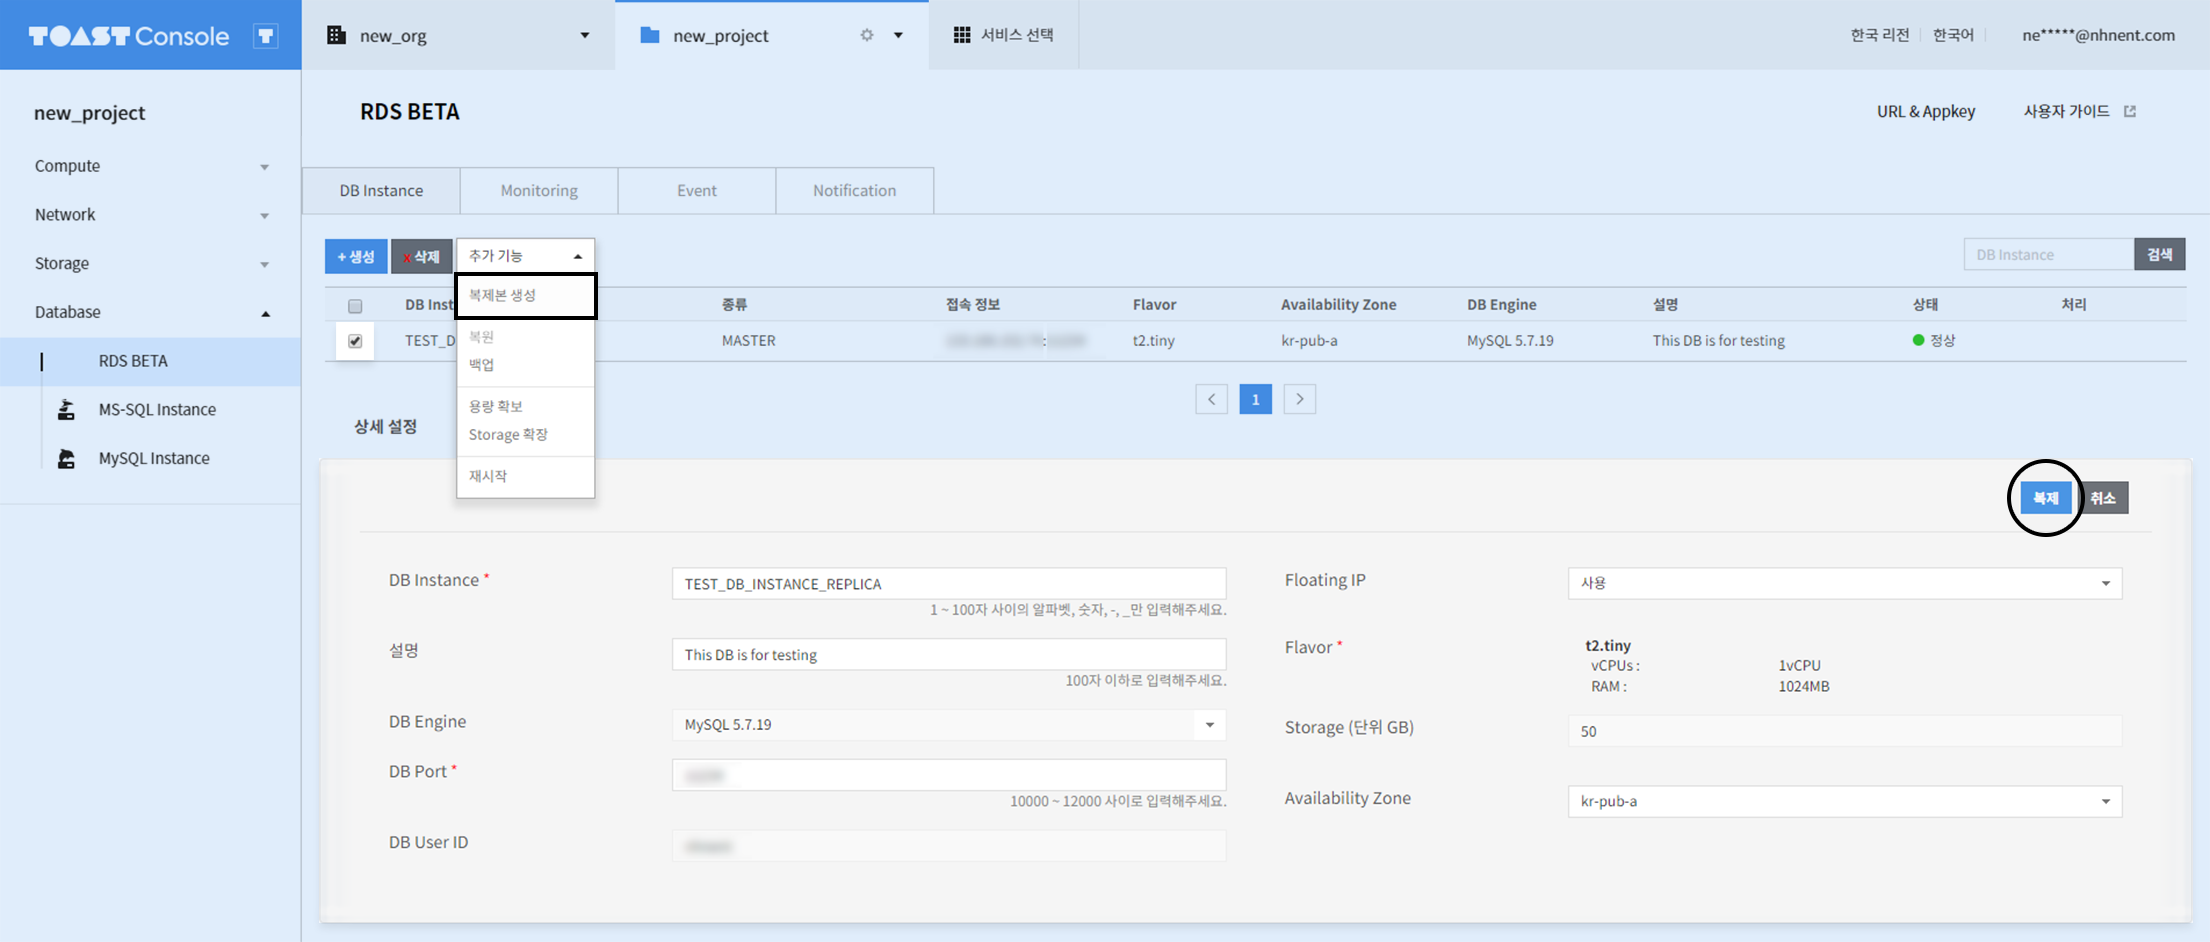 TOAST Console T
new_org
new_project
서비스 선택
한국 리전
한국어
ne*****@nhnent.com
new_project
Compute
Network
Storage
Database
RDS BETA
MS-SQL Instance
MySQL Instance
RDS BETA
URL & Appkey
사용자 가이드
DB Instance
Monitoring
Event
Notification
+ 생성
x 삭제
추가 기능
복제본 생성
복원
백업
용량 확보
Storage 확장
재시작
DB Instance
검색
DB Inst
종류
접속 정보
Flavor
Availability Zone
DB Engine
설명
상태
처리
TEST_D
MASTER
t2.tiny
kr-pub-a
MySQL 5.7.19
This DB is for testing
정상
1
상세 설정
복제
취소
DB Instance *
TEST_DB_INSTANCE_REPLICA
1 ~ 100자 사이의 알파벳, 숫자, -, _만 입력해주세요.
설명
This DB is for testing
100자 이하로 입력해주세요.
DB Engine
MySQL 5.7.19
DB Port *
10000 ~ 12000 사이로 입력해주세요.
DB User ID
Floating IP
사용
Flavor *
t2.tiny
vCPUs :
1vCPU
RAM :
1024MB
Storage (단위 GB)
50
Availability Zone
kr-pub-a